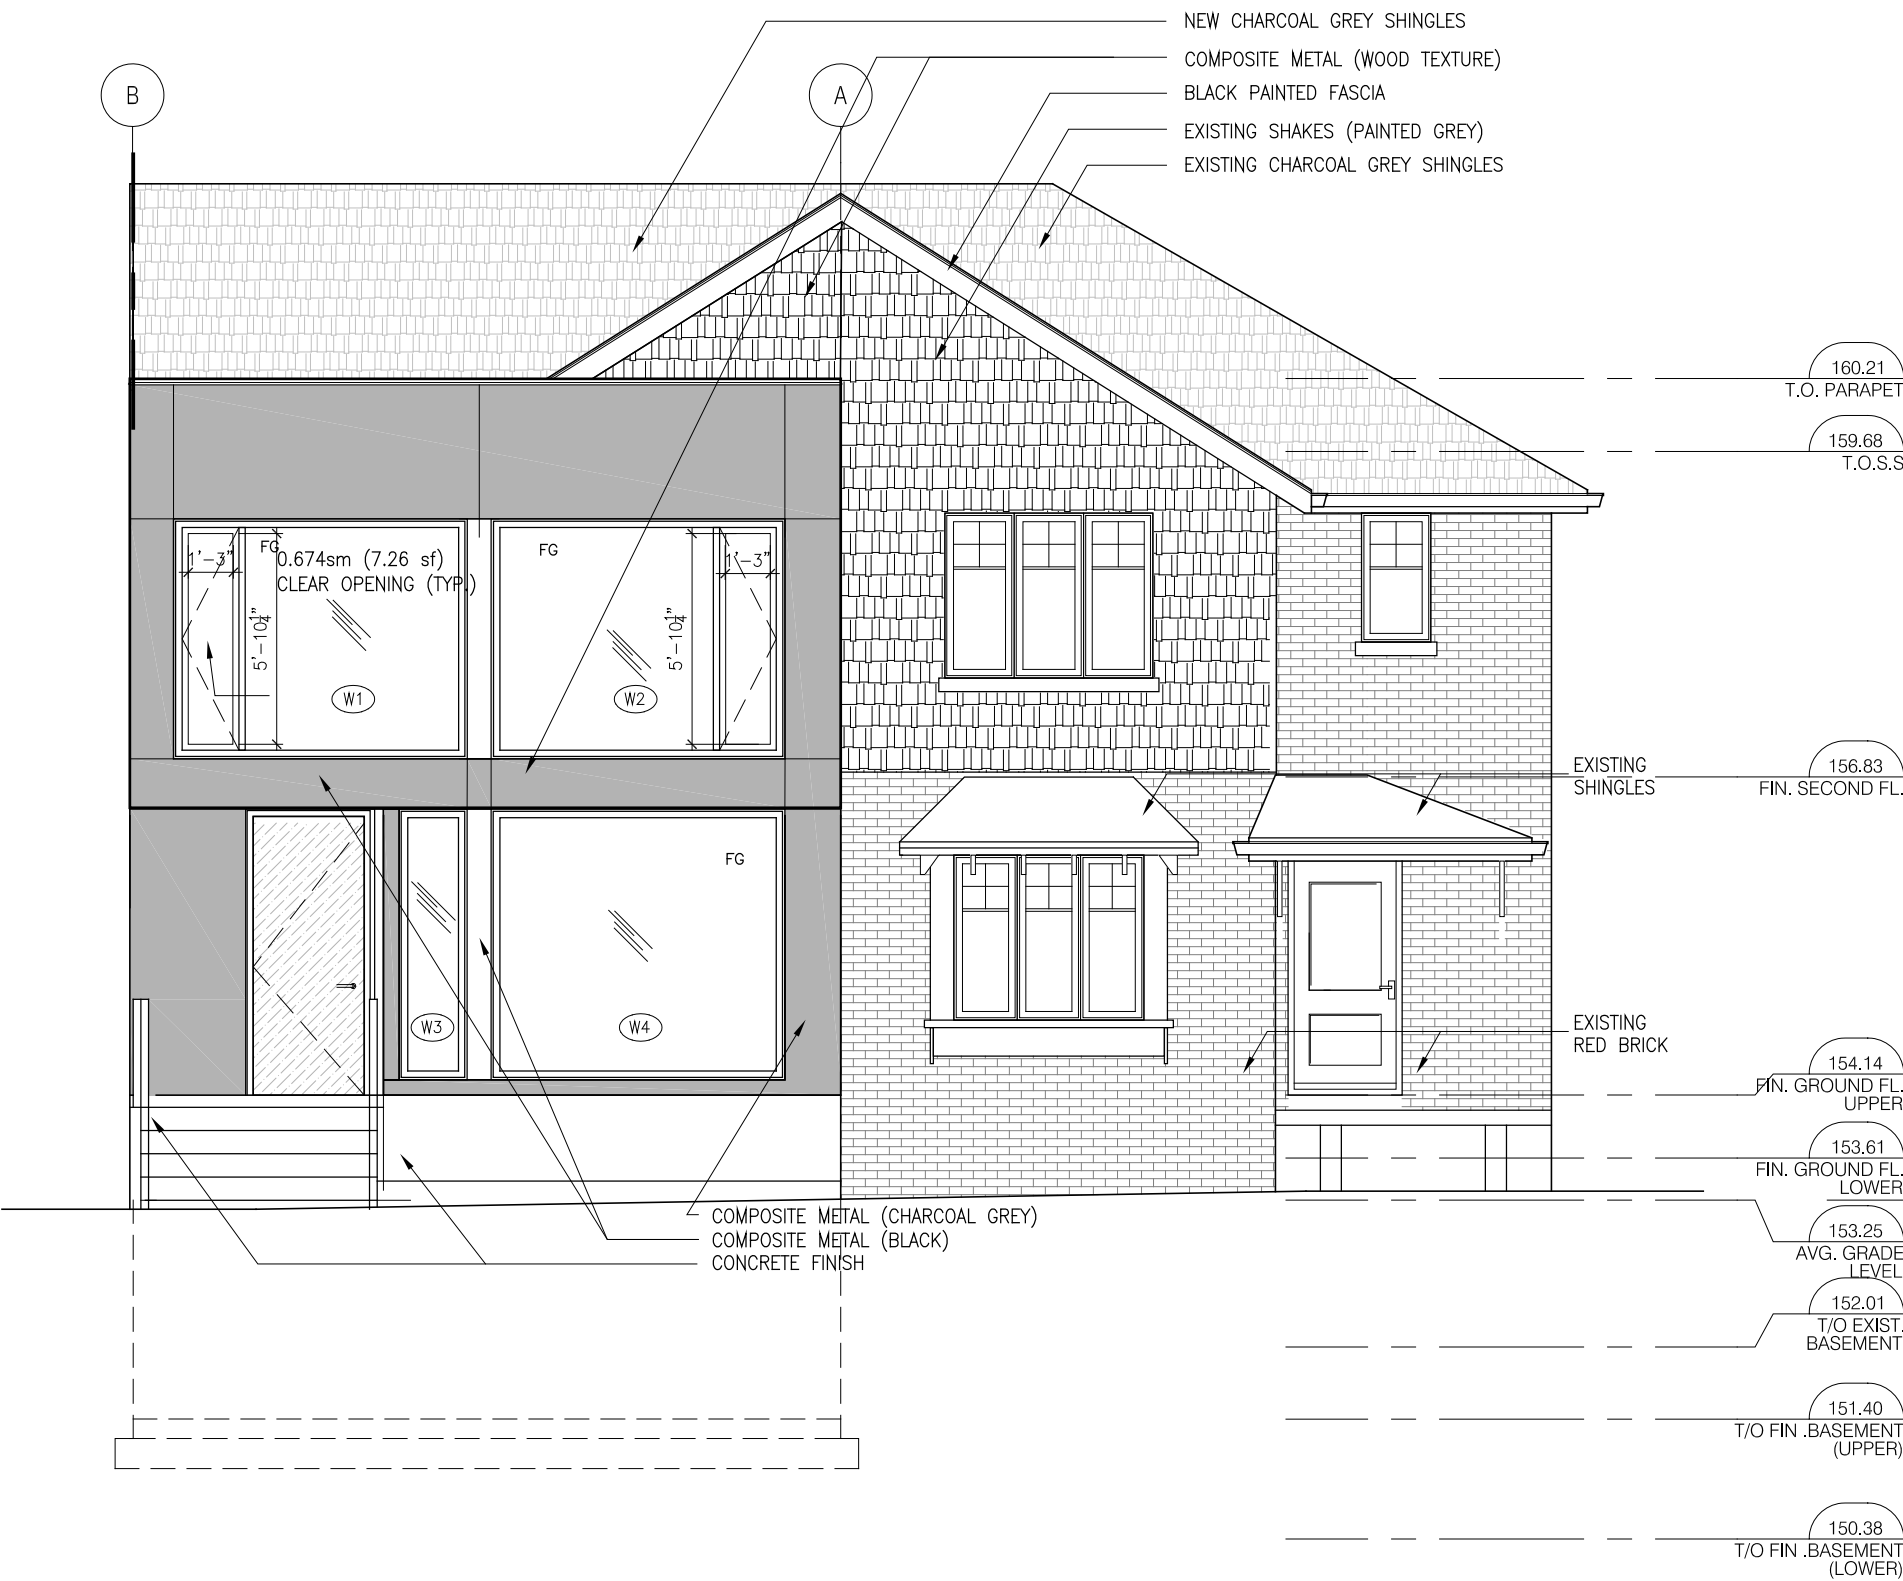 NEW CHARCOAL GREY SHINGLES
COMPOSITE METAL (WOOD TEXTURE)
BLACK PAINTED FASCIA
EXISTING SHAKES (PAINTED GREY)
EXISTING CHARCOAL GREY SHINGLES
B
A
160.21
T.O. PARAPET
159.68
T.O.S.S
FG
FG
1'-3"
0.674sm (7.26 sf)
CLEAR OPENING (TYP.)
1'-3"
5'-10¼"
5'-10¼"
W1
W2
EXISTING
SHINGLES
156.83
FIN. SECOND FL.
FG
W3
W4
EXISTING
RED BRICK
154.14
FIN. GROUND FL.
UPPER
153.61
FIN. GROUND FL.
LOWER
COMPOSITE METAL (CHARCOAL GREY)
COMPOSITE METAL (BLACK)
CONCRETE FINISH
153.25
AVG. GRADE
LEVEL
152.01
T/O EXIST.
BASEMENT
151.40
T/O FIN .BASEMENT
(UPPER)
150.38
T/O FIN .BASEMENT
(LOWER)